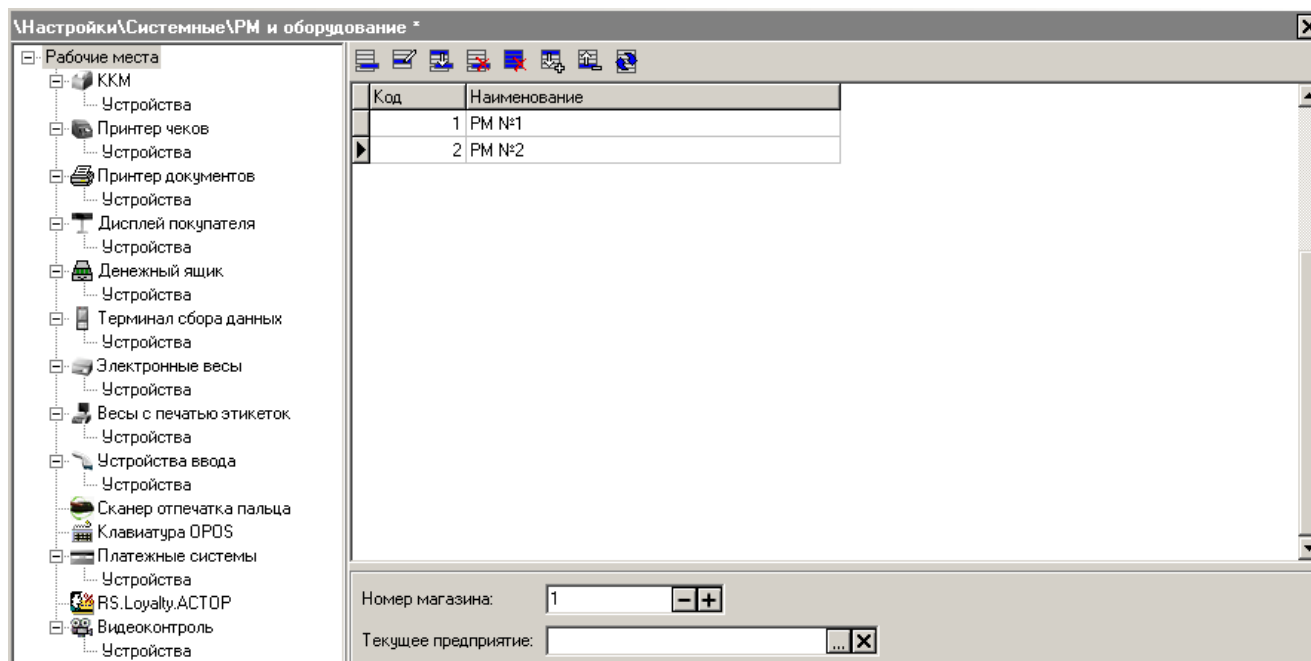 \Настройки\Системные\РМ и оборудование *
Рабочие места
ККМ
Устройства
Принтер чеков
Устройства
Принтер документов
Устройства
Дисплей покупателя
Устройства
Денежный ящик
Устройства
Терминал сбора данных
Устройства
Электронные весы
Устройства
Весы с печатью этикеток
Устройства
Устройства ввода
Устройства
Сканер отпечатка пальца
Клавиатура OPOS
Платежные системы
Устройства
RS.Loyalty.АСТОР
Видеоконтроль
Устройства
Код Наименование
1 РМ №1
2 РМ №2
Номер магазина: 1
Текущее предприятие: ...